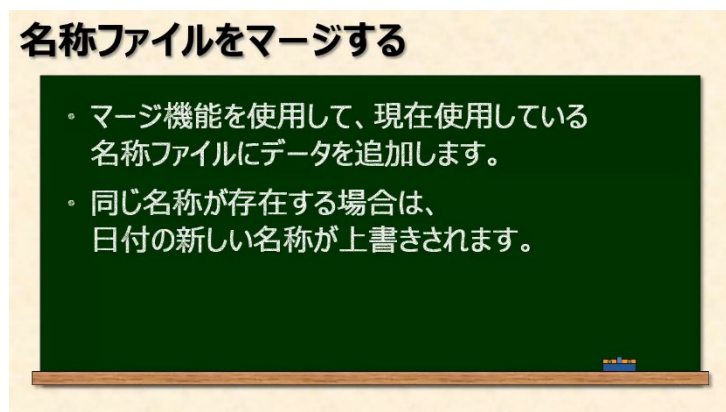 名称ファイルをマージする
• マージ機能を使用して、現在使用している
名称ファイルにデータを追加します。
• 同じ名称が存在する場合は、
日付の新しい名称が上書きされます。